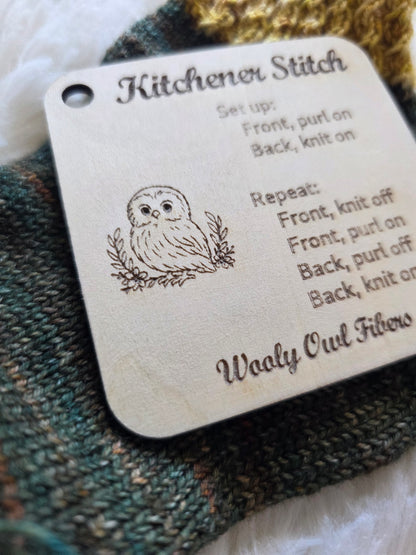 Kitchener Stitch
Set up:
Front, purl on
Back, knit on
Repeat:
Front, knit off
Front, purl on
Back, purl off
Back, knit on
Wooly Owl Fibers